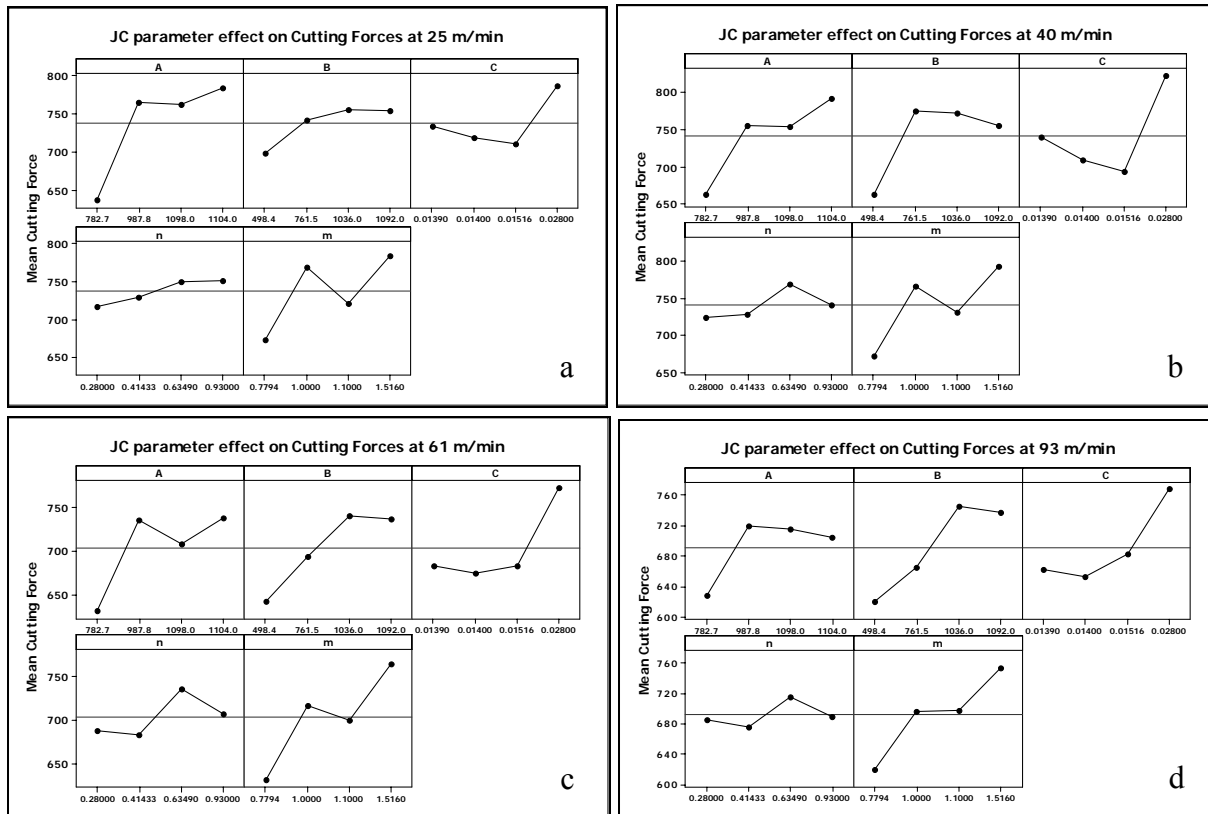 JC parameter effect on Cutting Forces at 25 m/min
A B C
800
750
700
650
782.7 987.8 1098.0 1104.0 498.4 761.5 1036.0 1092.0 0.01390 0.01400 0.01516 0.02800
n m
800
750
700
650
0.28000 0.41433 0.63490 0.93000 0.7794 1.0000 1.1000 1.5160
Mean Cutting Force
a
JC parameter effect on Cutting Forces at 40 m/min
A B C
800
750
700
650
782.7 987.8 1098.0 1104.0 498.4 761.5 1036.0 1092.0 0.01390 0.01400 0.01516 0.02800
n m
800
750
700
650
0.28000 0.41433 0.63490 0.93000 0.7794 1.0000 1.1000 1.5160
Mean Cutting Force
b
JC parameter effect on Cutting Forces at 61 m/min
A B C
750
700
650
782.7 987.8 1098.0 1104.0 498.4 761.5 1036.0 1092.0 0.01390 0.01400 0.01516 0.02800
n m
750
700
650
0.28000 0.41433 0.63490 0.93000 0.7794 1.0000 1.1000 1.5160
Mean Cutting Force
c
JC parameter effect on Cutting Forces at 93 m/min
A B C
760
720
680
640
600
782.7 987.8 1098.0 1104.0 498.4 761.5 1036.0 1092.0 0.01390 0.01400 0.01516 0.02800
n m
760
720
680
640
600
0.28000 0.41433 0.63490 0.93000 0.7794 1.0000 1.1000 1.5160
Mean Cutting Force
d